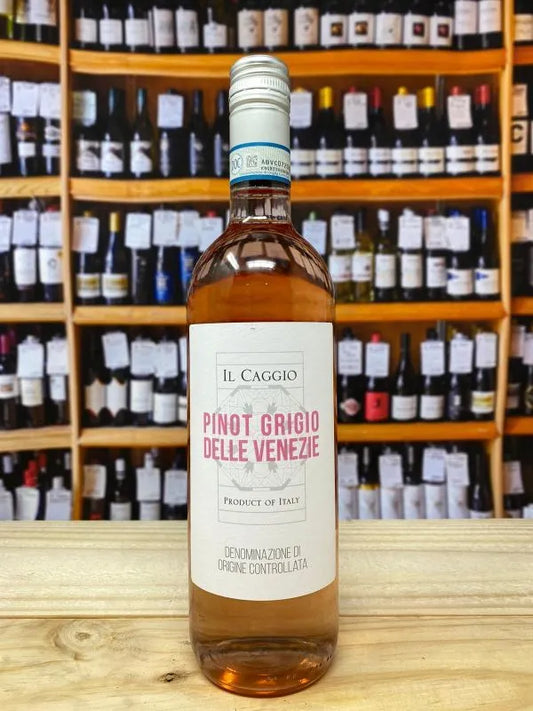 IL CAGGIO
PINOT GRIGIO
DELLE VENEZIE
PRODUCT OF ITALY
DENOMINAZIONE DI
ORIGINE CONTROLLATA